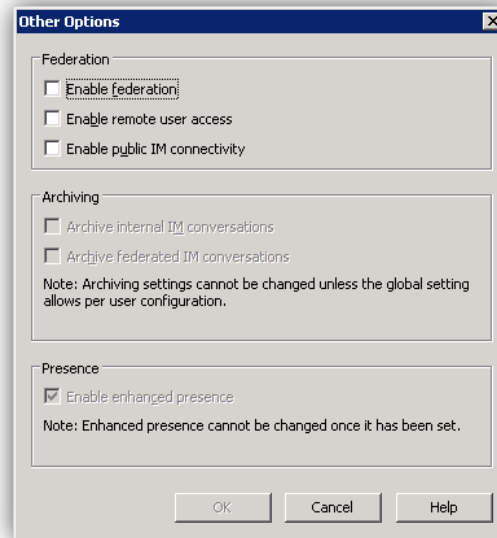 Other Options
Federation
Enable federation
Enable remote user access
Enable public IM connectivity
Archiving
Archive internal IM conversations
Archive federated IM conversations
Note: Archiving settings cannot be changed unless the global setting
allows per user configuration.
Presence
Enable enhanced presence
Note: Enhanced presence cannot be changed once it has been set.
OK Cancel Help